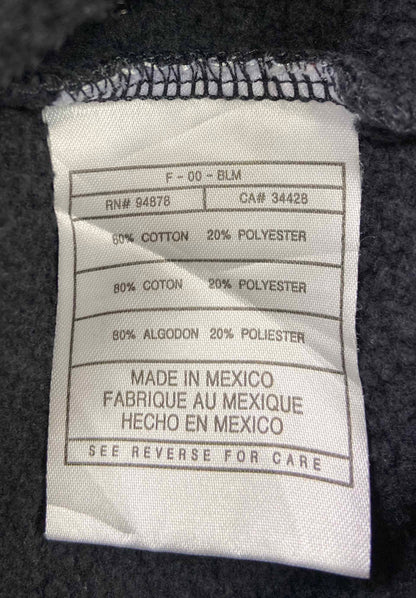 F - 00 - BLM
RN# 94878 CA# 34428
80% COTTON 20% POLYESTER
80% COTON 20% POLYESTER
80% ALGODON 20% POLIESTER
MADE IN MEXICO
FABRIQUE AU MEXIQUE
HECHO EN MEXICO
SEE REVERSE FOR CARE